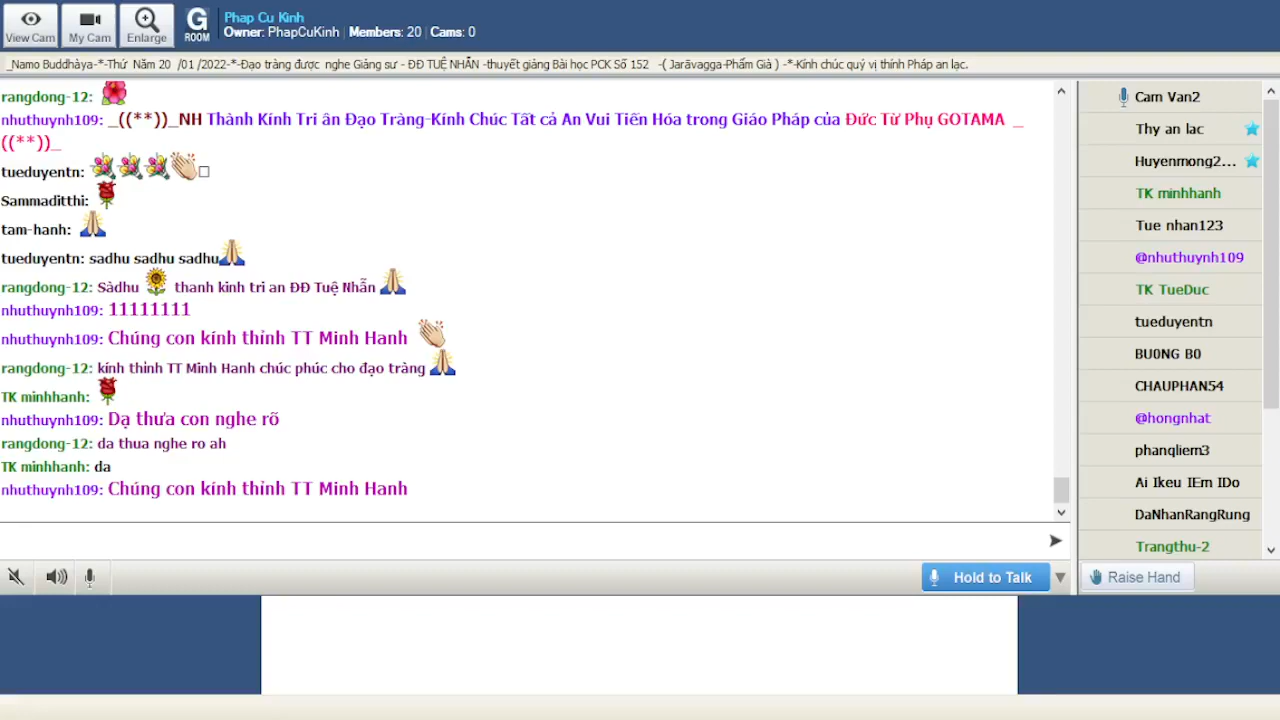 View Cam
My Cam
Enlarge
G ROOM
Phap Cu Kinh
Owner: PhapCuKinh | Members: 20 | Cams: 0
_Namo Buddhàya-*-Thứ Năm 20 /01 /2022-*-Đạo tràng được nghe Giảng sư - ĐĐ TUỆ NHẪN -thuyết giảng Bài học PCK Số 152 -( Jarāvagga-Phẩm Già ) -*-Kính chúc quý vị thính Pháp an lạc.
rangdong-12:
nhuthuynh109: _((**))_NH Thành Kính Tri ân Đạo Tràng-Kính Chúc Tất cả An Vui Tiến Hóa trong Giáo Pháp của Đức Từ Phụ GOTAMA _
((**))_
tueduyentn:
Sammaditthi:
tam-hanh:
tueduyentn: sadhu sadhu sadhu
rangdong-12: Sàdhu thanh kinh tri an ĐĐ Tuệ Nhẫn
nhuthuynh109: 11111111
nhuthuynh109: Chúng con kính thỉnh TT Minh Hanh
rangdong-12: kính thỉnh TT Minh Hanh chúc phúc cho đạo tràng
TK minhhanh:
nhuthuynh109: Dạ thưa con nghe rõ
rangdong-12: da thua nghe ro ah
TK minhhanh: da
nhuthuynh109: Chúng con kính thỉnh TT Minh Hanh
Cam Van2
Thy an lac
Huyenmong2...
TK minhhanh
Tue nhan123
@nhuthuynh109
TK TueDuc
tueduyentn
BU0NG B0
CHAUPHAN54
@hongnhat
phanqliem3
Ai Ikeu IEm IDo
DaNhanRangRung
Trangthu-2
Hold to Talk
Raise Hand